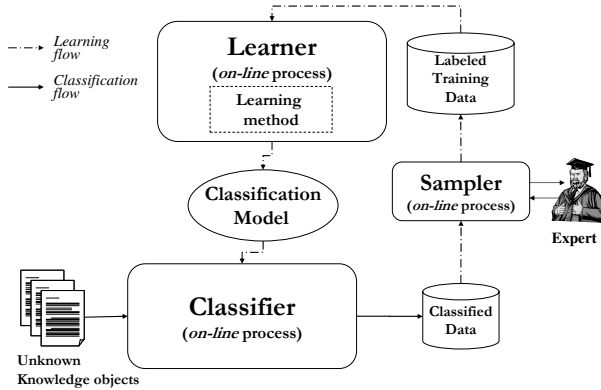 Learning
flow
Classification
flow
Learner
(on-line process)
Learning
method
Labeled
Training
Data
Classification
Model
Sampler
(on-line process)
Expert
Classifier
(on-line process)
Classified
Data
Unknown
Knowledge objects